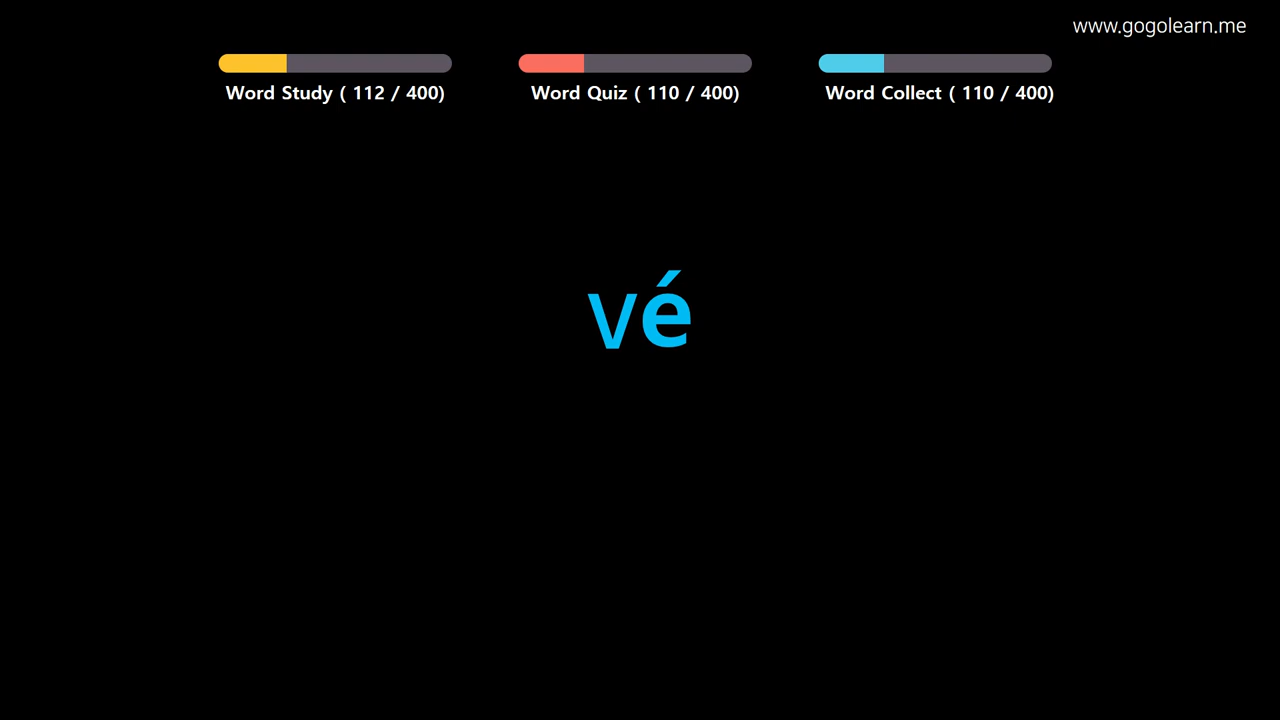 www.gogolearn.me
Word Study ( 112 / 400)
Word Quiz ( 110 / 400)
Word Collect ( 110 / 400)
vé